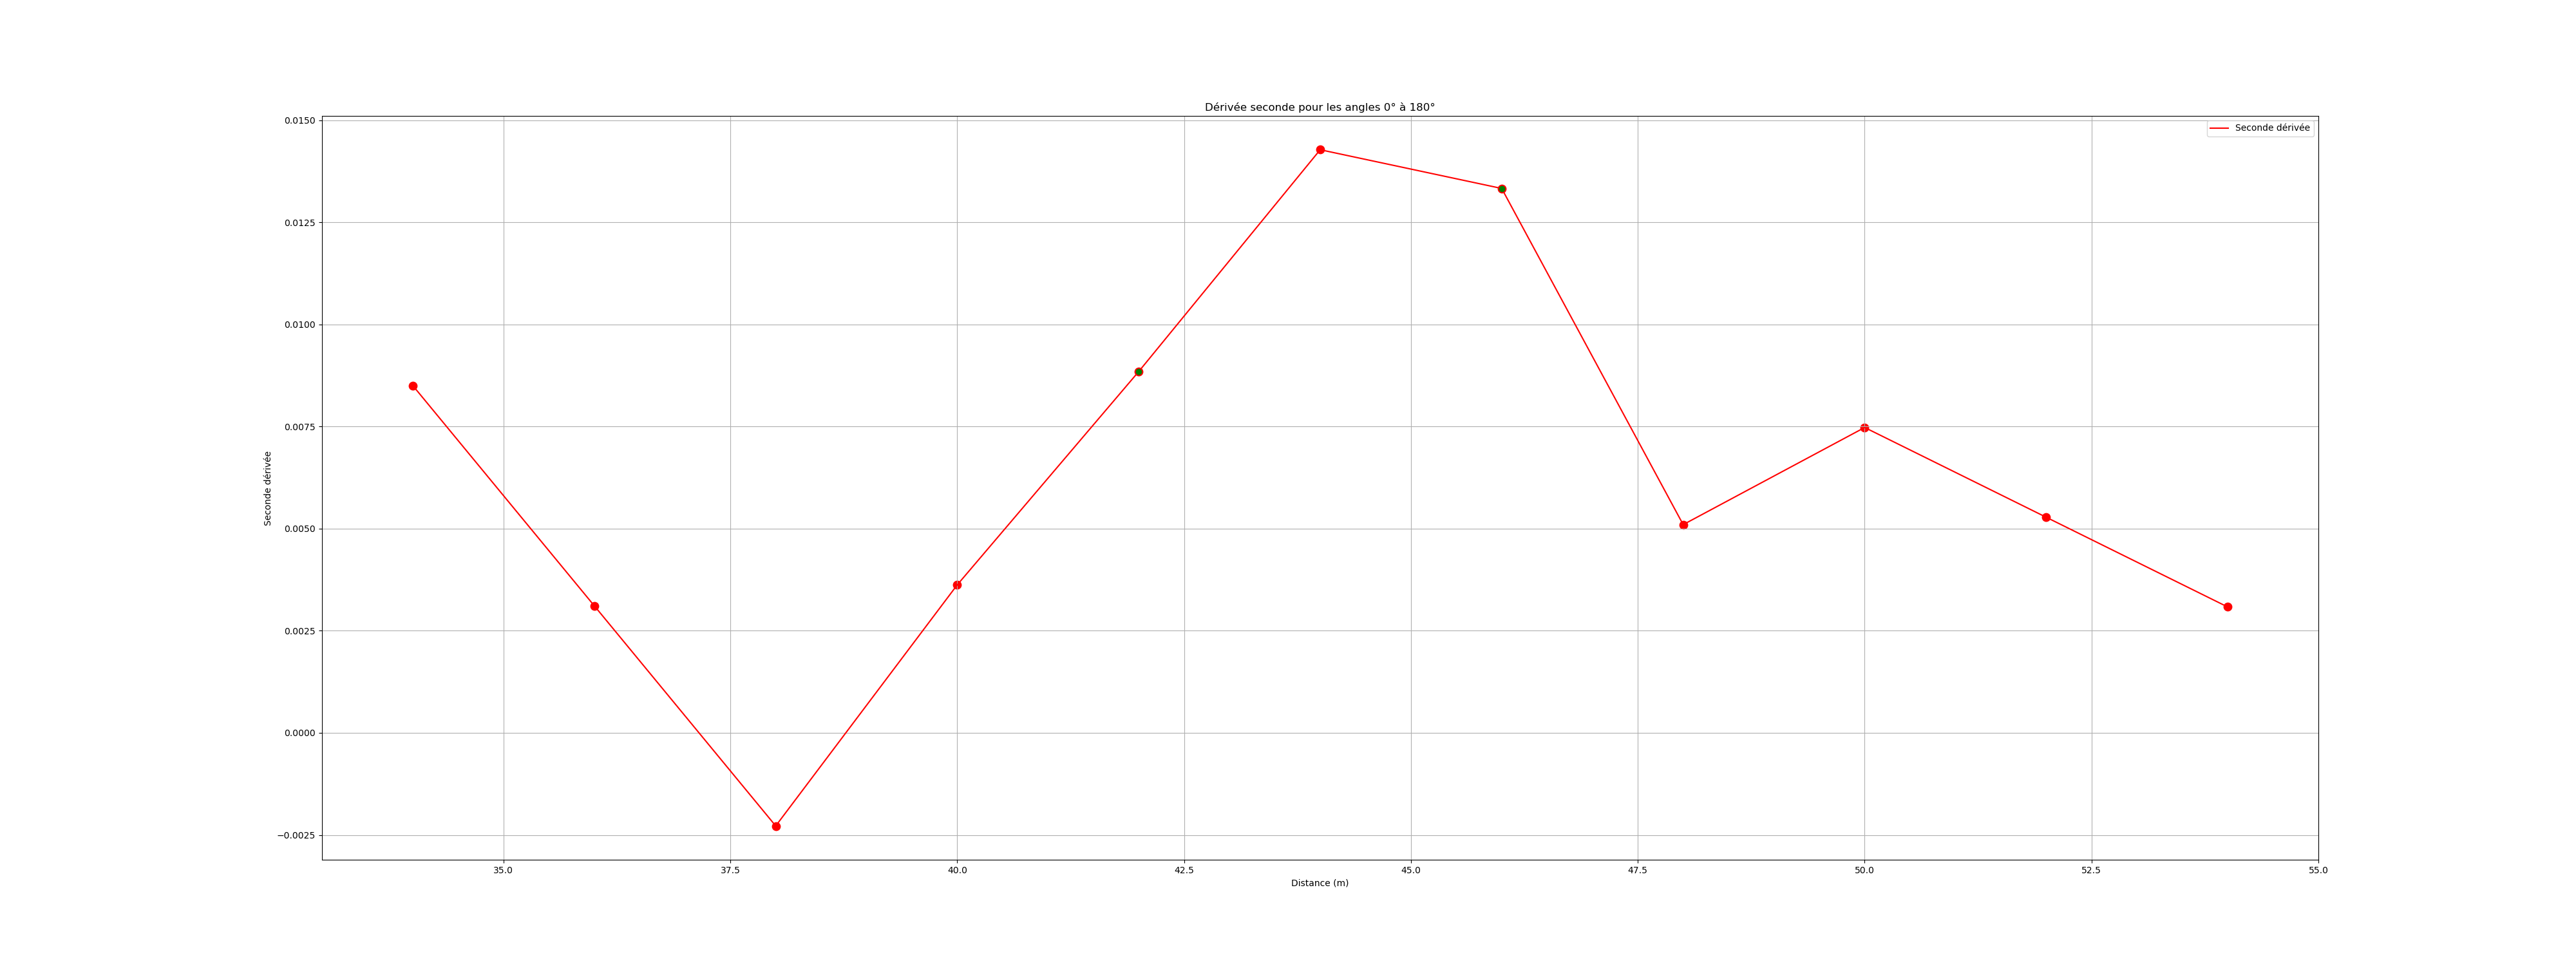 Dérivée seconde pour les angles 0° à 180°
Seconde dérivée
0.0150
0.0125
0.0100
0.0075
0.0050
0.0025
0.0000
−0.0025
Seconde dérivée
35.0 37.5 40.0 42.5 45.0 47.5 50.0 52.5 55.0
Distance (m)